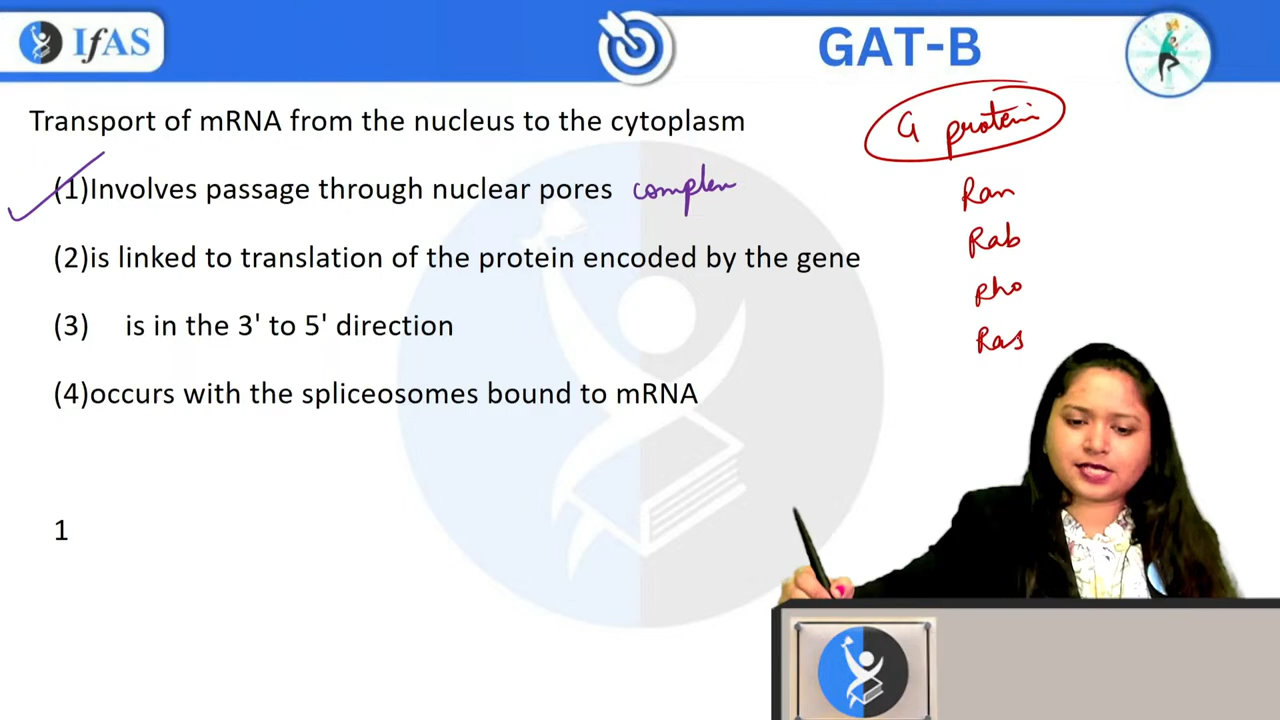 IfAS
GAT-B
Transport of mRNA from the nucleus to the cytoplasm
(1)Involves passage through nuclear pores complex
(2)is linked to translation of the protein encoded by the gene
(3) is in the 3' to 5' direction
(4)occurs with the spliceosomes bound to mRNA
1
G protein
Ran
Rab
Rho
Ras